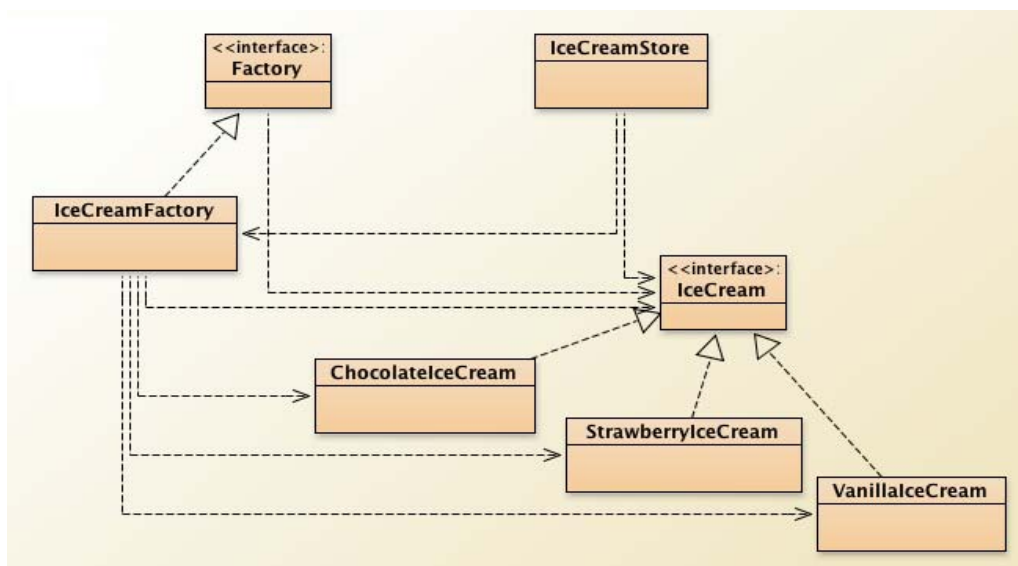 <<interface>:
Factory
IceCreamStore
IceCreamFactory
<<interface>:
IceCream
ChocolateIceCream
StrawberryIceCream
VanillaIceCream